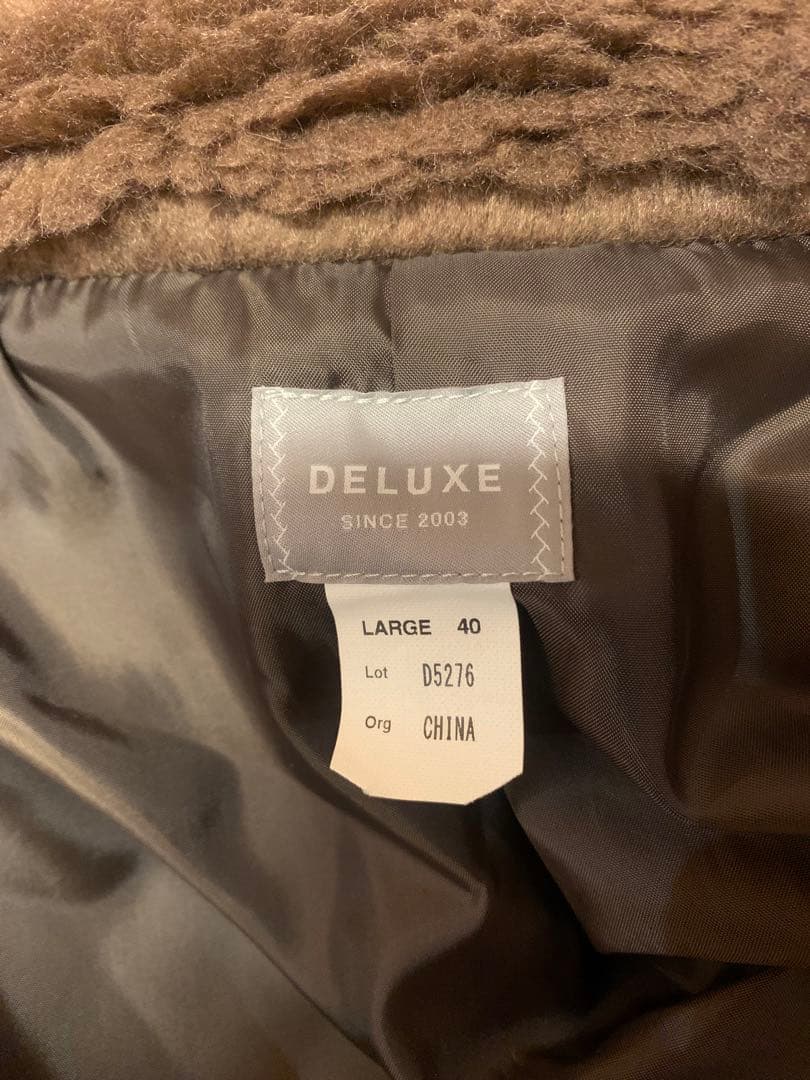 DELUXE
SINCE 2003
LARGE 40
Lot D5276
Org CHINA